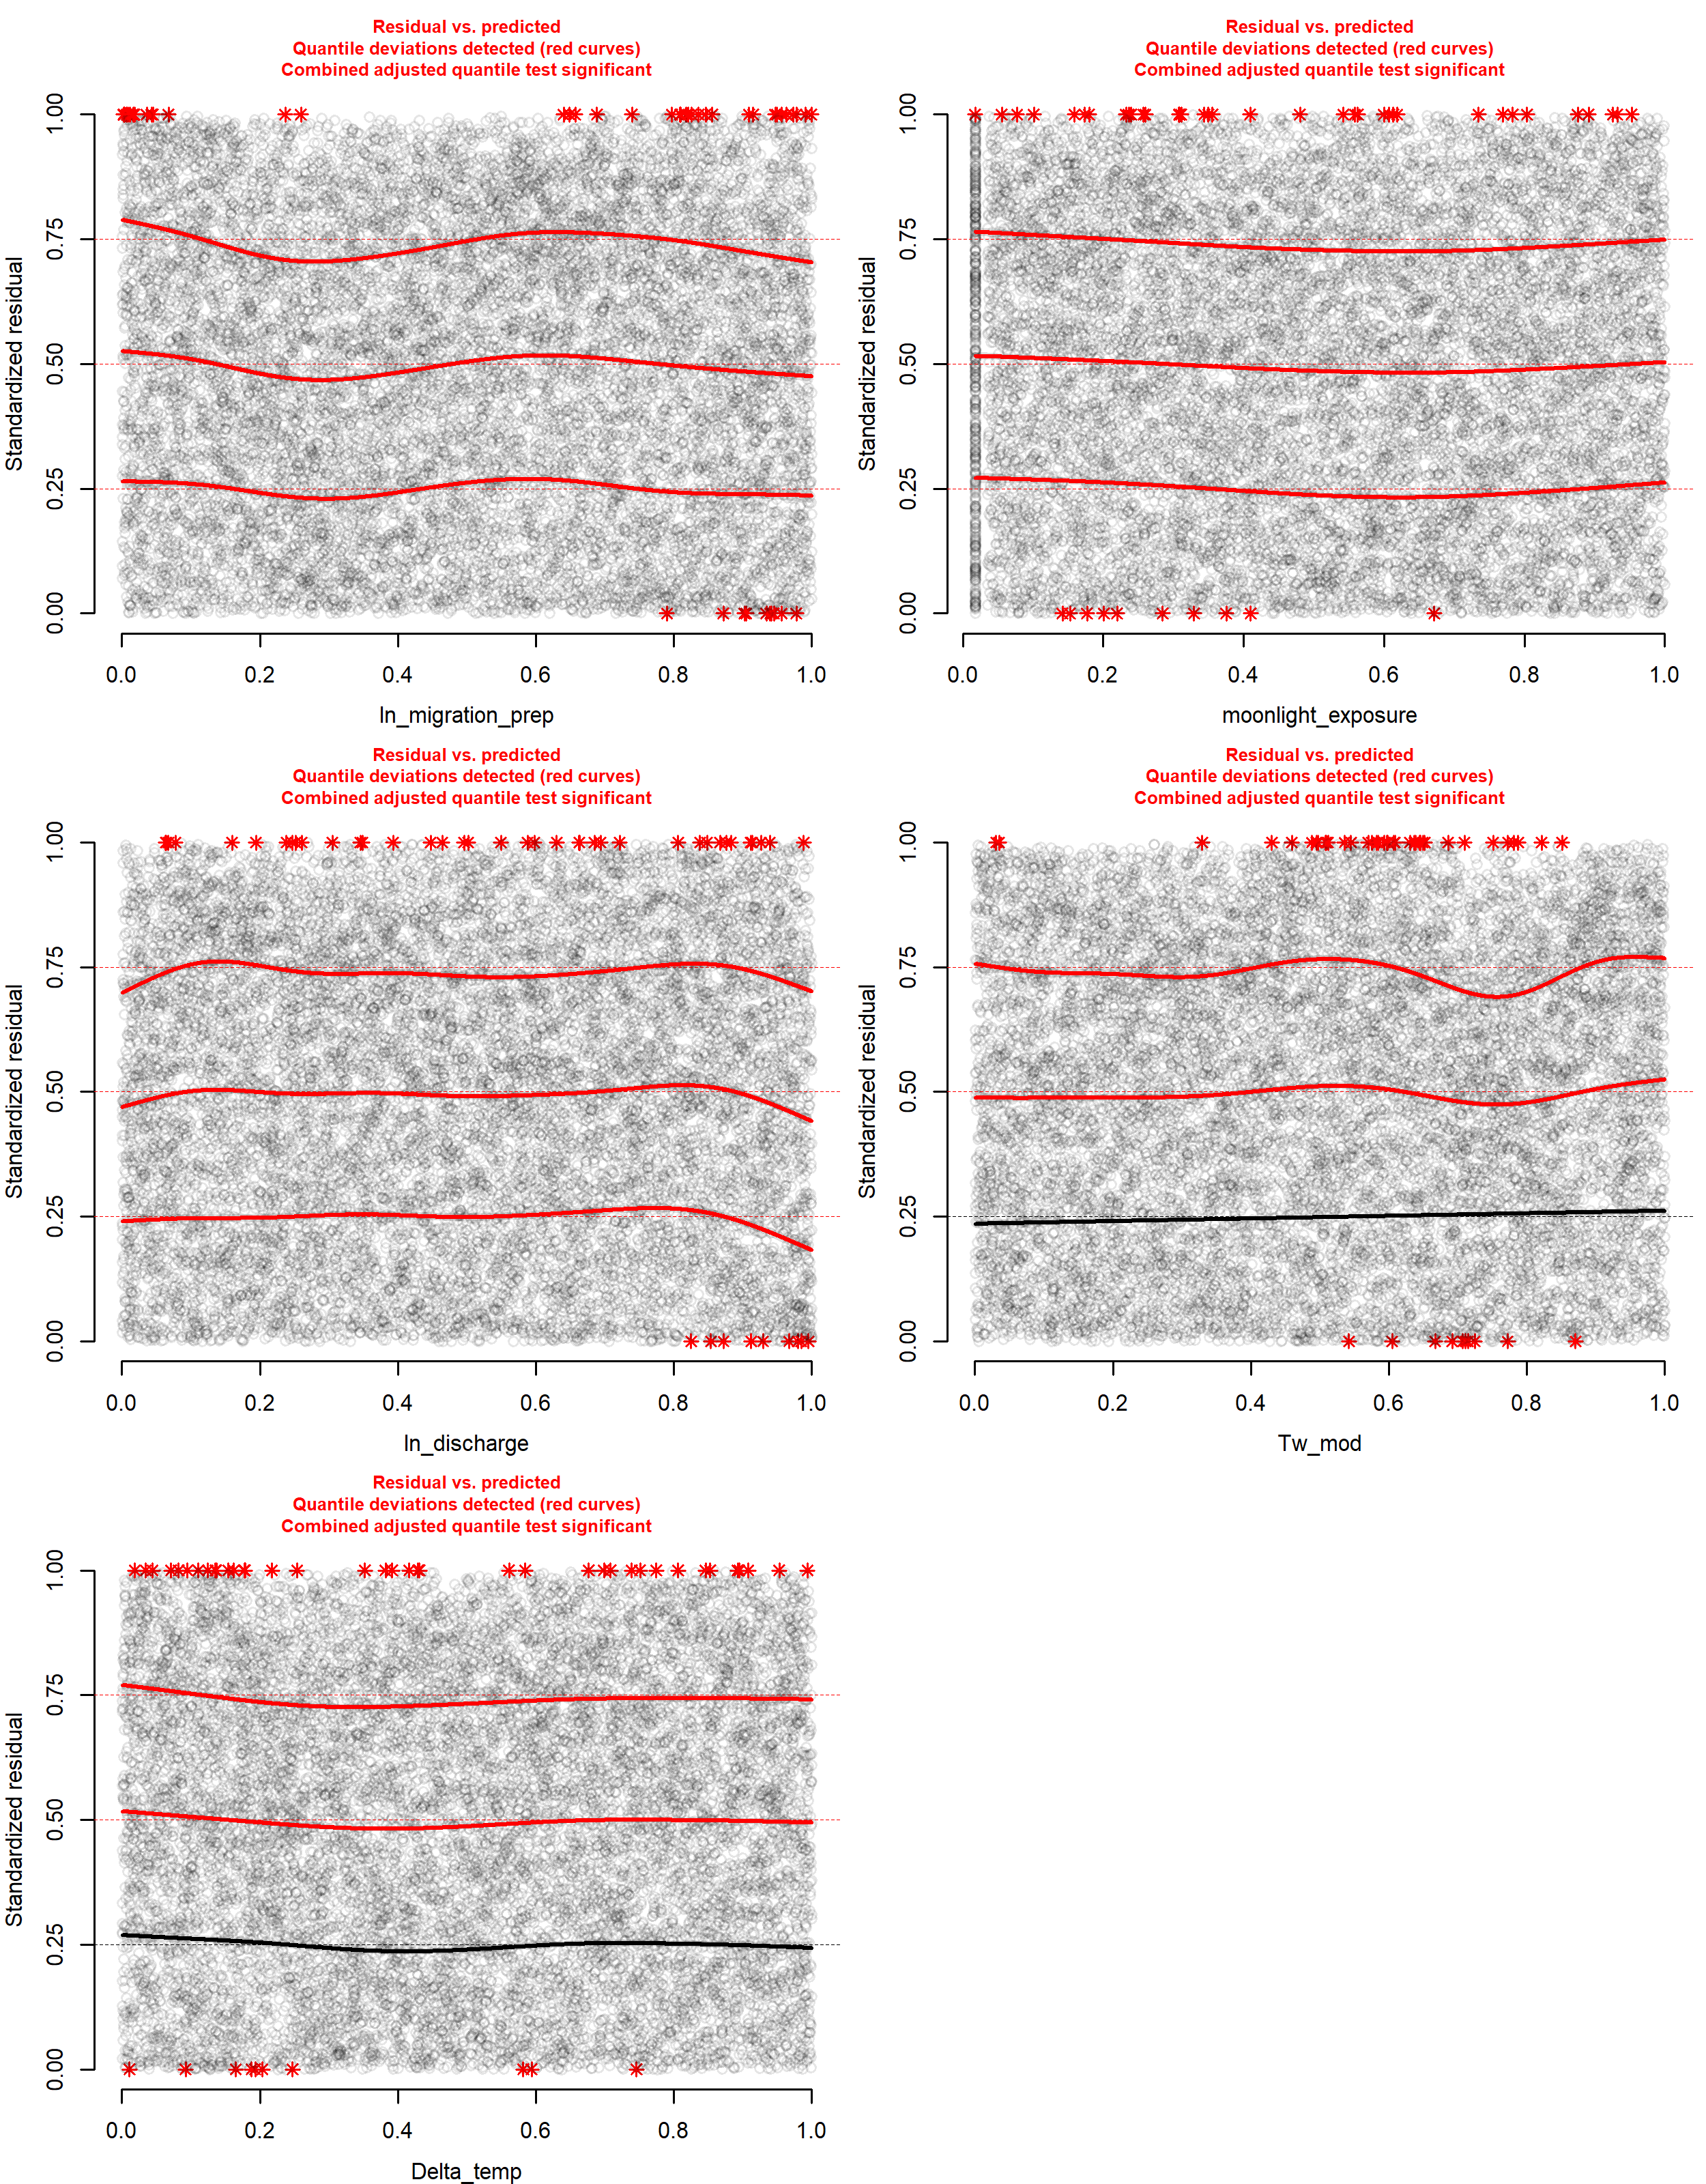 Residual vs. predicted
Quantile deviations detected (red curves)
Combined adjusted quantile test significant
Standardized residual
1.00
0.75
0.50
0.25
0.00
0.0 0.2 0.4 0.6 0.8 1.0
ln_migration_prep
Residual vs. predicted
Quantile deviations detected (red curves)
Combined adjusted quantile test significant
Standardized residual
1.00
0.75
0.50
0.25
0.00
0.0 0.2 0.4 0.6 0.8 1.0
moonlight_exposure
Residual vs. predicted
Quantile deviations detected (red curves)
Combined adjusted quantile test significant
Standardized residual
1.00
0.75
0.50
0.25
0.00
0.0 0.2 0.4 0.6 0.8 1.0
ln_discharge
Residual vs. predicted
Quantile deviations detected (red curves)
Combined adjusted quantile test significant
Standardized residual
1.00
0.75
0.50
0.25
0.00
0.0 0.2 0.4 0.6 0.8 1.0
Tw_mod
Residual vs. predicted
Quantile deviations detected (red curves)
Combined adjusted quantile test significant
Standardized residual
1.00
0.75
0.50
0.25
0.00
0.0 0.2 0.4 0.6 0.8 1.0
Delta_temp